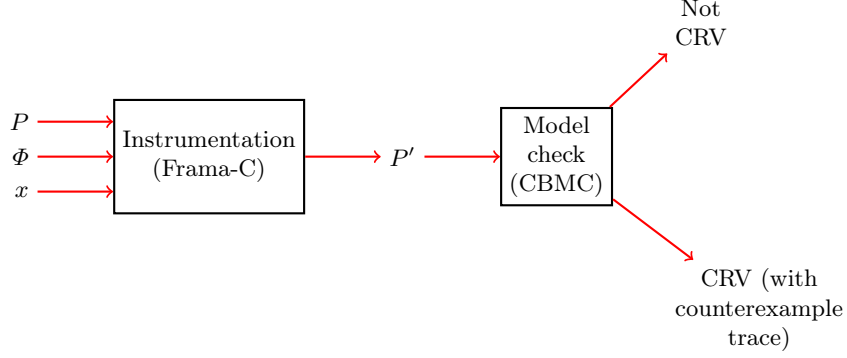 Not
CRV
P
Φ
x
Instrumentation
(Frama-C)
P′
Model
check
(CBMC)
CRV (with
counterexample
trace)